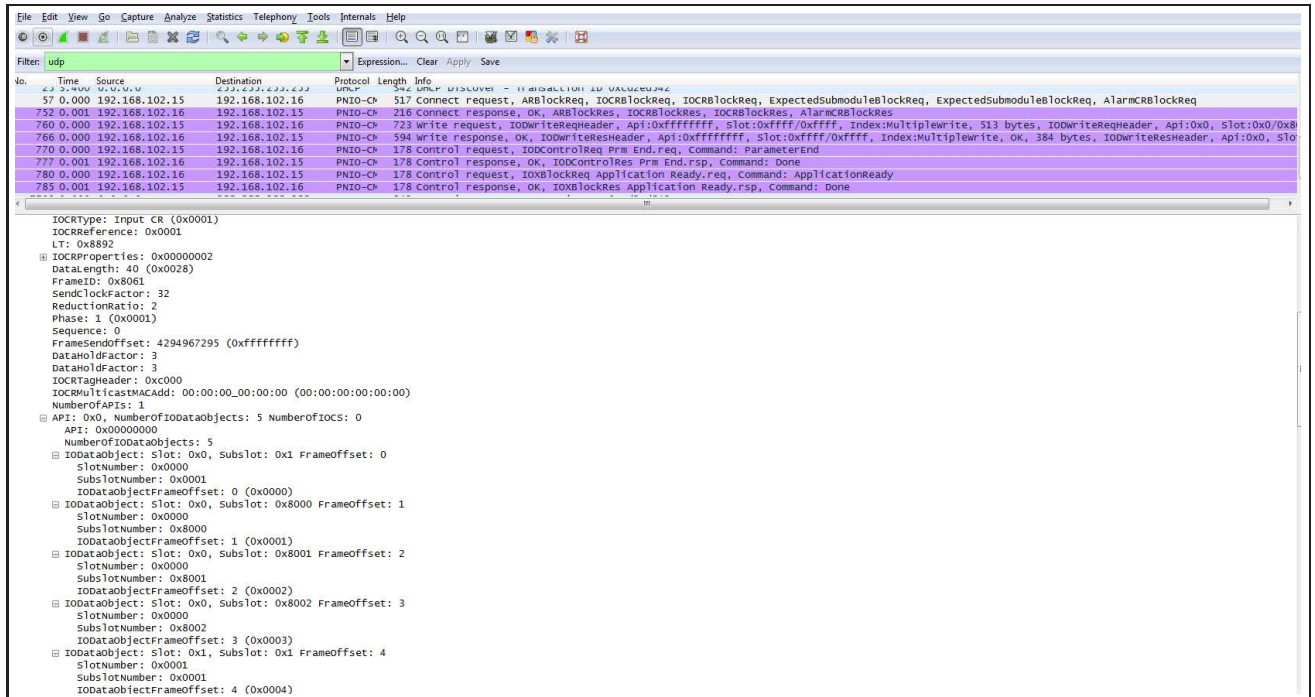 File Edit View Go Capture Analyze Statistics Telephony Tools Internals Help
Filter: udp Expression... Clear Apply Save
No. Time Source Destination Protocol Length Info
57 0.000 192.168.102.15 192.168.102.16 PNIO-CM 517 Connect request, ARBlockReq, IOCRBlockReq, IOCRBlockReq, ExpectedSubmoduleBlockReq, ExpectedSubmoduleBlockReq, AlarmCRBlockReq
752 0.001 192.168.102.16 192.168.102.15 PNIO-CM 216 Connect response, OK, ARBlockRes, IOCRBlockRes, IOCRBlockRes, AlarmCRBlockRes
760 0.000 192.168.102.15 192.168.102.16 PNIO-CM 723 Write request, IODWriteReqHeader, Api:0xffffffff, Slot:0xffff/0xffff, Index:MultipleWrite, 513 bytes, IODWriteReqHeader, Api:0x0, Slot:0x0/0x80
766 0.000 192.168.102.16 192.168.102.15 PNIO-CM 594 Write response, OK, IODWriteResHeader, Api:0xffffffff, Slot:0xffff/0xffff, Index:MultipleWrite, OK, 384 bytes, IODWriteResHeader, Api:0x0, Slo
770 0.000 192.168.102.15 192.168.102.16 PNIO-CM 178 Control request, IODControlReq Prm End.req, Command: ParameterEnd
777 0.001 192.168.102.16 192.168.102.15 PNIO-CM 178 Control response, OK, IODControlRes Prm End.rsp, Command: Done
780 0.000 192.168.102.16 192.168.102.15 PNIO-CM 178 Control request, IOXBlockReq Application Ready.req, Command: ApplicationReady
785 0.001 192.168.102.15 192.168.102.16 PNIO-CM 178 Control response, OK, IOXBlockRes Application Ready.rsp, Command: Done
IOCRType: Input CR (0x0001)
IOCRReference: 0x0001
LT: 0x8892
IOCRProperties: 0x00000002
DataLength: 40 (0x0028)
FrameID: 0x8061
SendClockFactor: 32
ReductionRatio: 2
Phase: 1 (0x0001)
Sequence: 0
FrameSendOffset: 4294967295 (0xffffffff)
DataHoldFactor: 3
DataHoldFactor: 3
IOCRTagHeader: 0xc000
IOCRMulticastMACAdd: 00:00:00_00:00:00 (00:00:00:00:00:00)
NumberOfAPIs: 1
API: 0x0, NumberOfIODataObjects: 5 NumberOfIOCS: 0
API: 0x00000000
NumberOfIODataObjects: 5
IODataObject: Slot: 0x0, Subslot: 0x1 FrameOffset: 0
SlotNumber: 0x0000
SubslotNumber: 0x0001
IODataObjectFrameOffset: 0 (0x0000)
IODataObject: Slot: 0x0, Subslot: 0x8000 FrameOffset: 1
SlotNumber: 0x0000
SubslotNumber: 0x8000
IODataObjectFrameOffset: 1 (0x0001)
IODataObject: Slot: 0x0, Subslot: 0x8001 FrameOffset: 2
SlotNumber: 0x0000
SubslotNumber: 0x8001
IODataObjectFrameOffset: 2 (0x0002)
IODataObject: Slot: 0x0, Subslot: 0x8002 FrameOffset: 3
SlotNumber: 0x0000
SubslotNumber: 0x8002
IODataObjectFrameOffset: 3 (0x0003)
IODataObject: Slot: 0x1, Subslot: 0x1 FrameOffset: 4
SlotNumber: 0x0001
SubslotNumber: 0x0001
IODataObjectFrameOffset: 4 (0x0004)